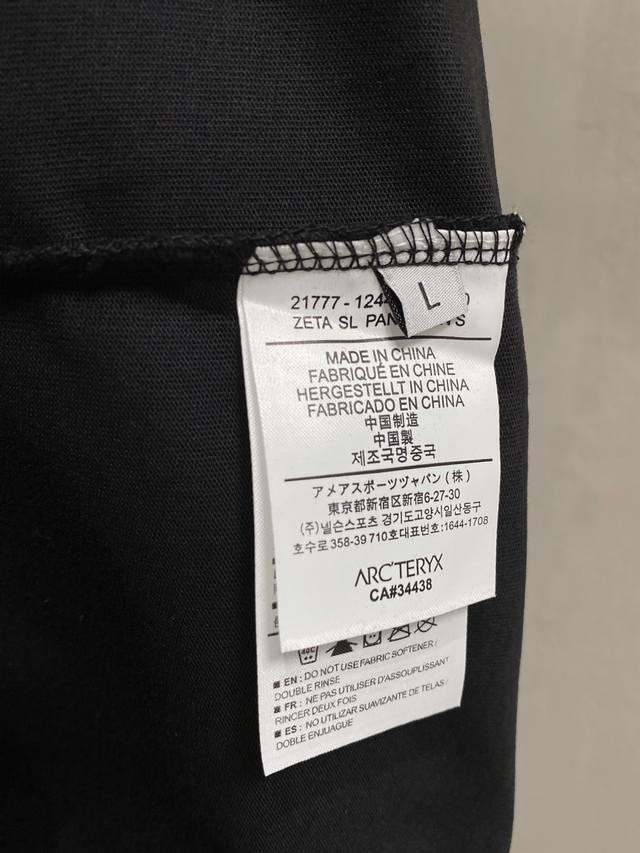 L
21777-124
ZETA SL
MADE IN CHINA
FABRIQUÉ EN CHINE
HERGESTELLT IN CHINA
FABRICADO EN CHINA
中国制造
中国製
제조국명중국
アメアスポーツヅャパン(株)
東京都新宿区新宿6-27-30
(주)넬슨스포츠 경기도고양시일산동구
호수로358-39 710호대표번호:1644-1708
ARC'TERYX
CA#34438
40C
■ EN: DO NOT USE FABRIC SOFTENER/
DOUBLE RINSE
■ FR: NE PAS UTILISER D'ASSOUPLISSANT
RINCER DEUX FOIS
■ ES: NO UTILIZAR SUAVIZANTE DE TELAS/
DOBLE ENJUAGUE